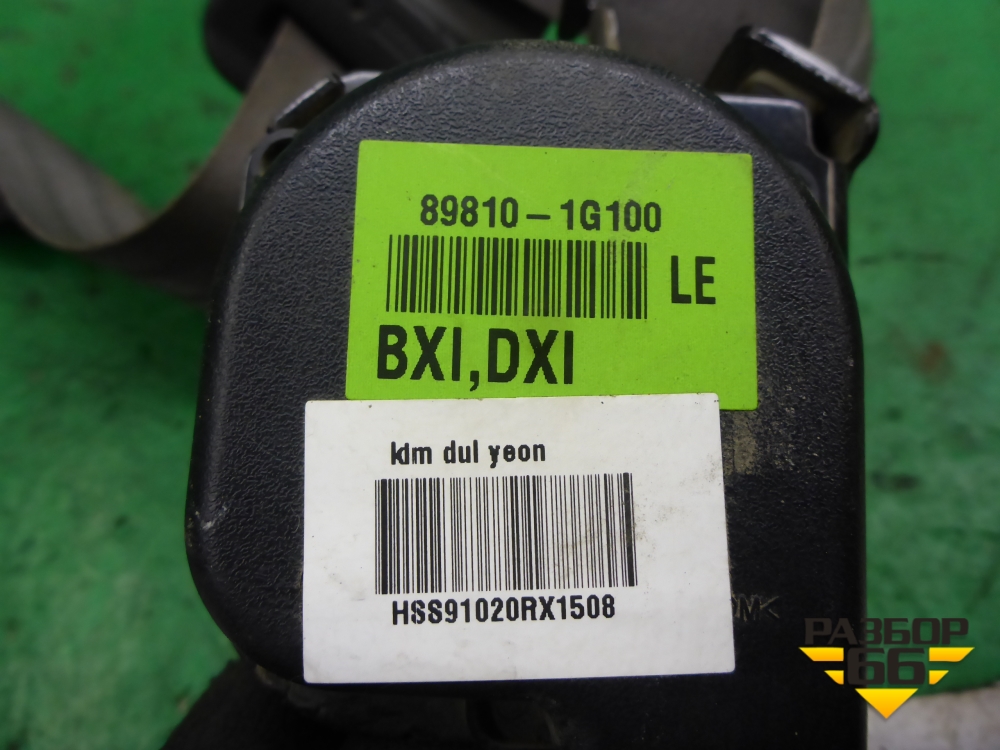 89810-1G100
LE
BXI,DXI
kim dul yeon
HSS91020RX1508
РАЗБОР
66